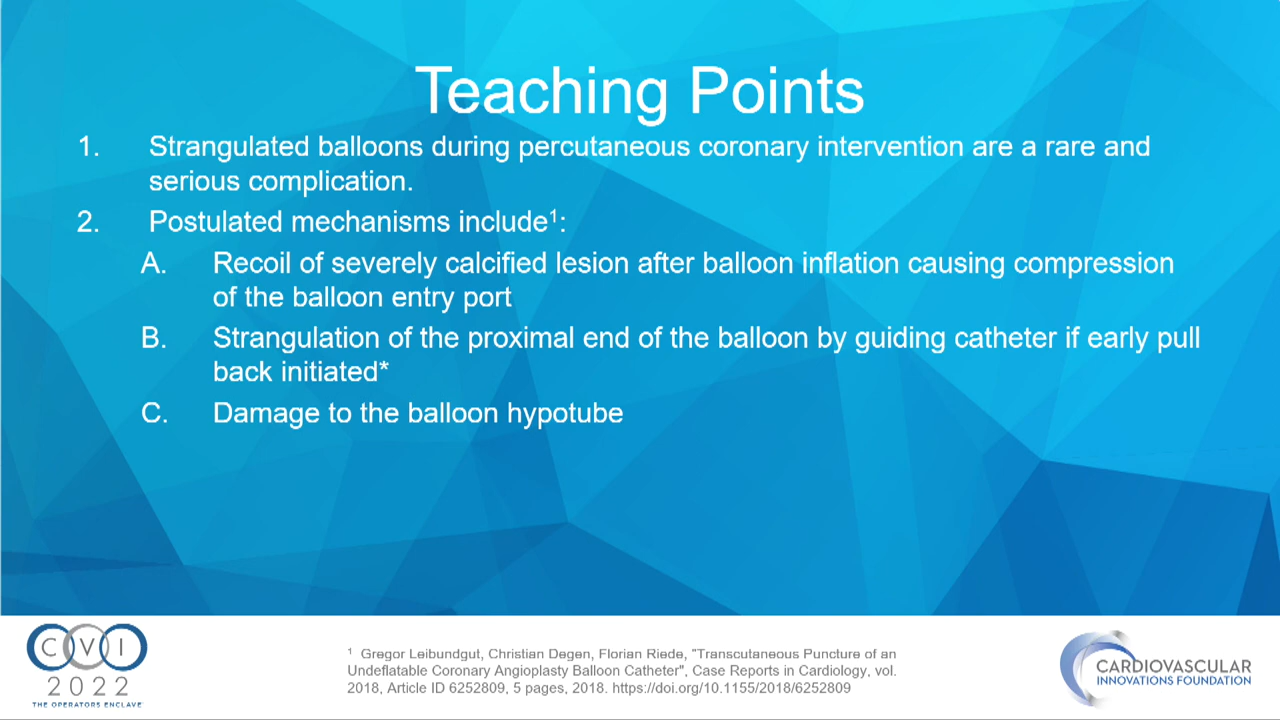 Teaching Points
1. Strangulated balloons during percutaneous coronary intervention are a rare and
serious complication.
2. Postulated mechanisms include¹:
A. Recoil of severely calcified lesion after balloon inflation causing compression
of the balloon entry port
B. Strangulation of the proximal end of the balloon by guiding catheter if early pull
back initiated*
C. Damage to the balloon hypotube
CVI
2022
THE OPERATORS ENCLAVE
¹ Gregor Leibundgut, Christian Degen, Florian Riede, "Transcutaneous Puncture of an
Undeflatable Coronary Angioplasty Balloon Catheter", Case Reports in Cardiology, vol.
2018, Article ID 6252809, 5 pages, 2018. https://doi.org/10.1155/2018/6252809
CARDIOVASCULAR
INNOVATIONS FOUNDATION